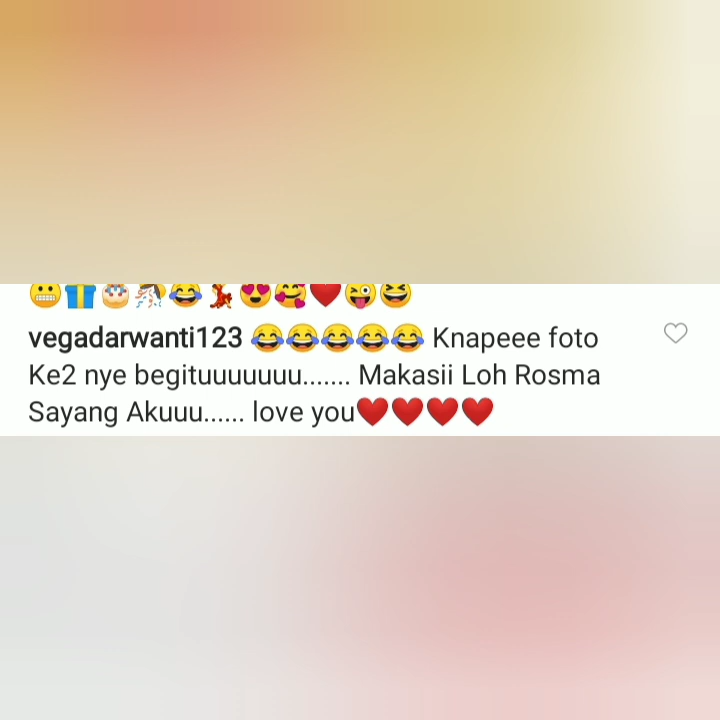 😬🎁🎂🎊😂💃😍🥰❤️😜😆
vegadarwanti123 😂😂😂😂😂 Knapeee foto
Ke2 nye begituuuuuuu....... Makasii Loh Rosma
Sayang Akuuu...... love you❤️❤️❤️❤️